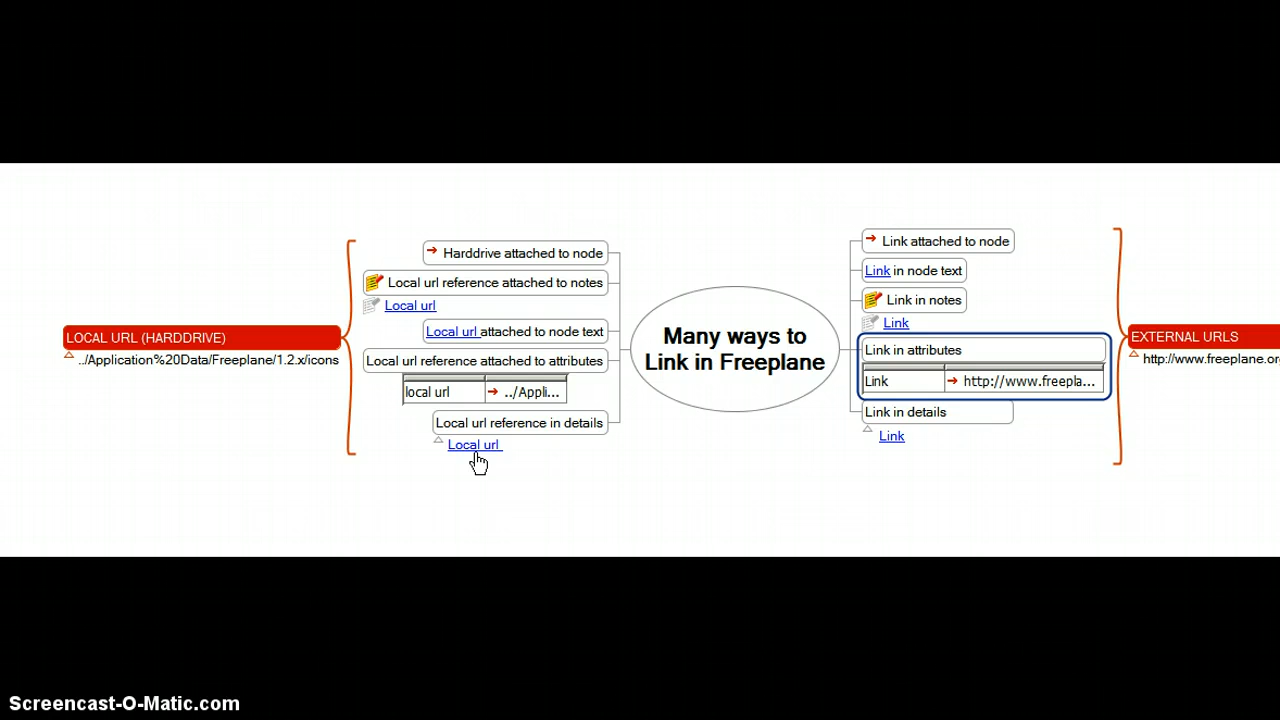 LOCAL URL (HARDDRIVE)
../Application%20Data/Freeplane/1.2.x/icons
Harddrive attached to node
Local url reference attached to notes
Local url
Local url attached to node text
Local url reference attached to attributes
local url ../Appli...
Local url reference in details
Local url
Many ways to
Link in Freeplane
Link attached to node
Link in node text
Link in notes
Link
Link in attributes
Link http://www.freepla...
Link in details
Link
EXTERNAL URLS
http://www.freeplane.or
Screencast-O-Matic.com